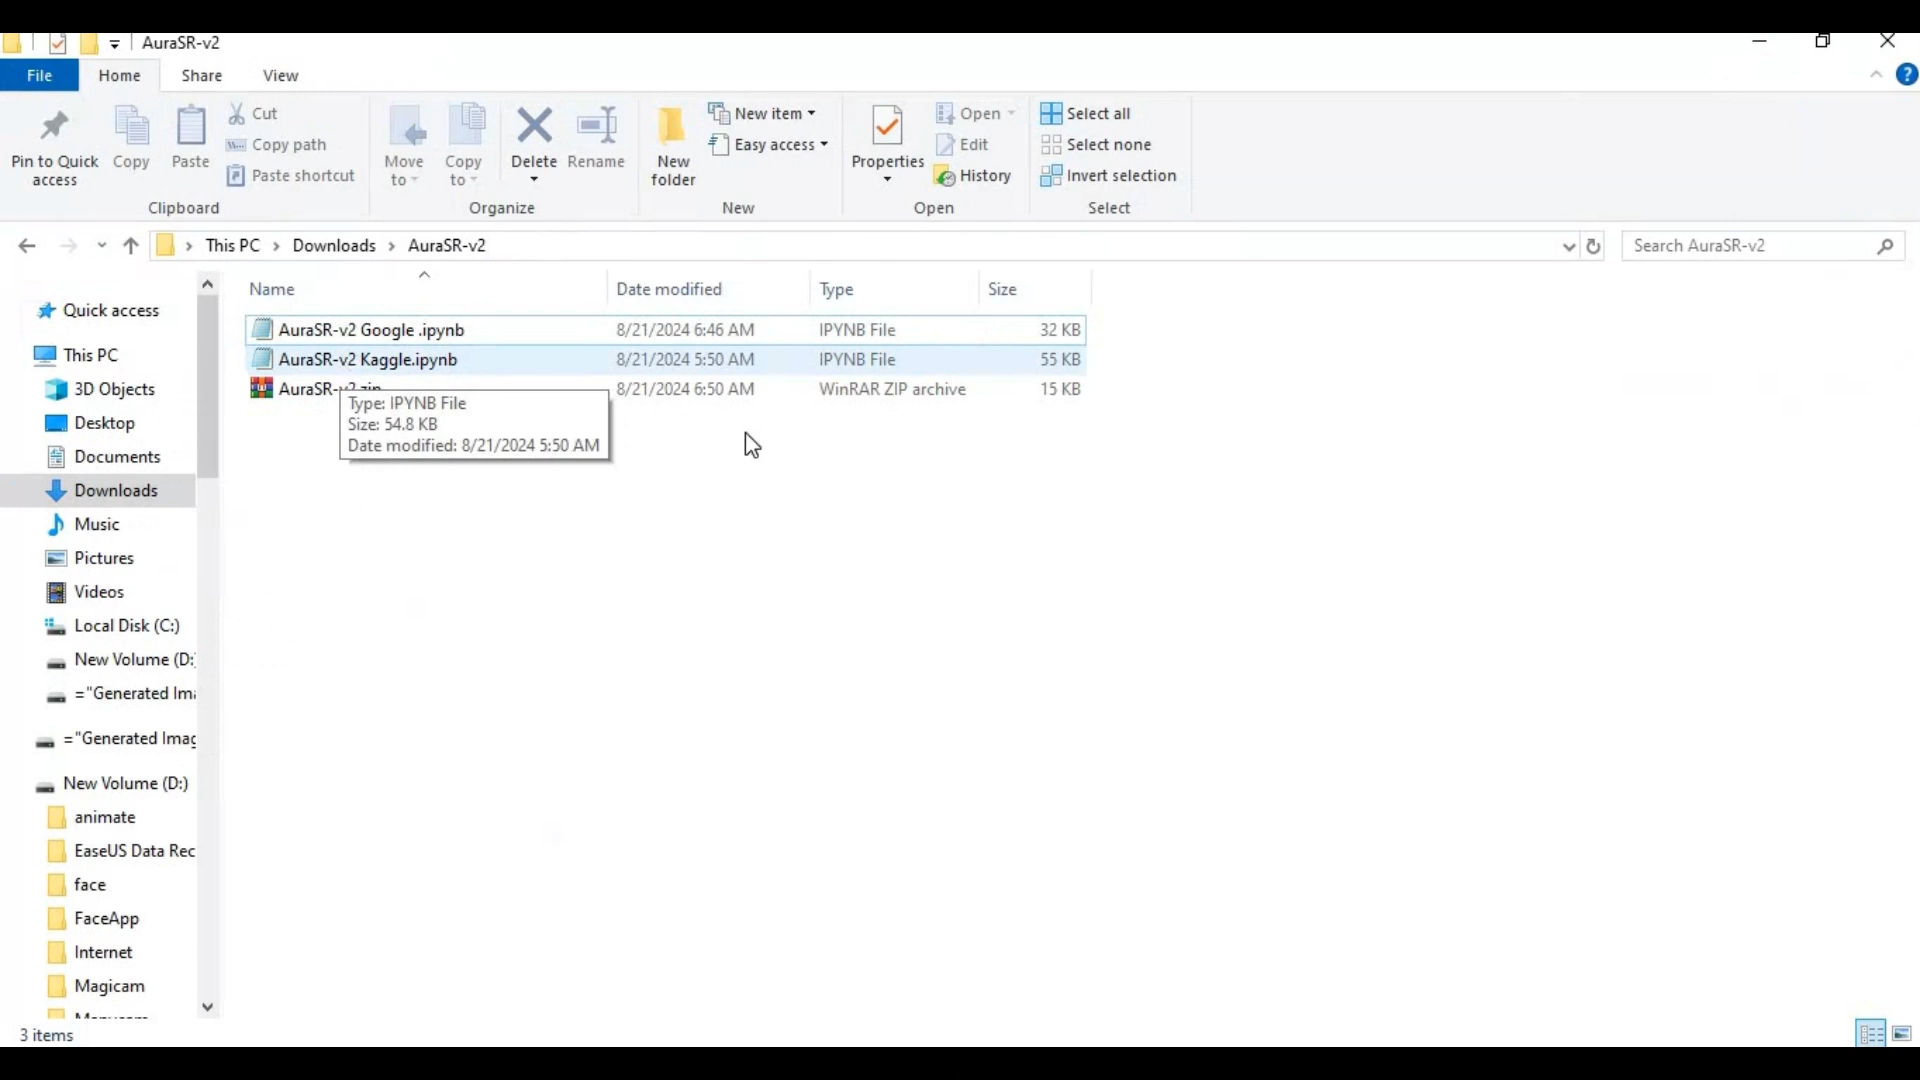 AuraSR-v2
File Home Share View
Pin to Quick access
Copy
Paste
Cut
Copy path
Paste shortcut
Clipboard
Move to
Copy to
Delete
Rename
Organize
New folder
New item
Easy access
New
Properties
Open
Edit
History
Open
Select all
Select none
Invert selection
Select
This PC › Downloads › AuraSR-v2
Search AuraSR-v2
Name Date modified Type Size
AuraSR-v2 Google .ipynb 8/21/2024 6:46 AM IPYNB File 32 KB
AuraSR-v2 Kaggle.ipynb 8/21/2024 5:50 AM IPYNB File 55 KB
AuraSR-v2.zip 8/21/2024 6:50 AM WinRAR ZIP archive 15 KB
Type: IPYNB File
Size: 54.8 KB
Date modified: 8/21/2024 5:50 AM
Quick access
This PC
3D Objects
Desktop
Documents
Downloads
Music
Pictures
Videos
Local Disk (C:)
New Volume (D:
="Generated Ima
="Generated Imag
New Volume (D:)
animate
EaseUS Data Rec
face
FaceApp
Internet
Magicam
3 items